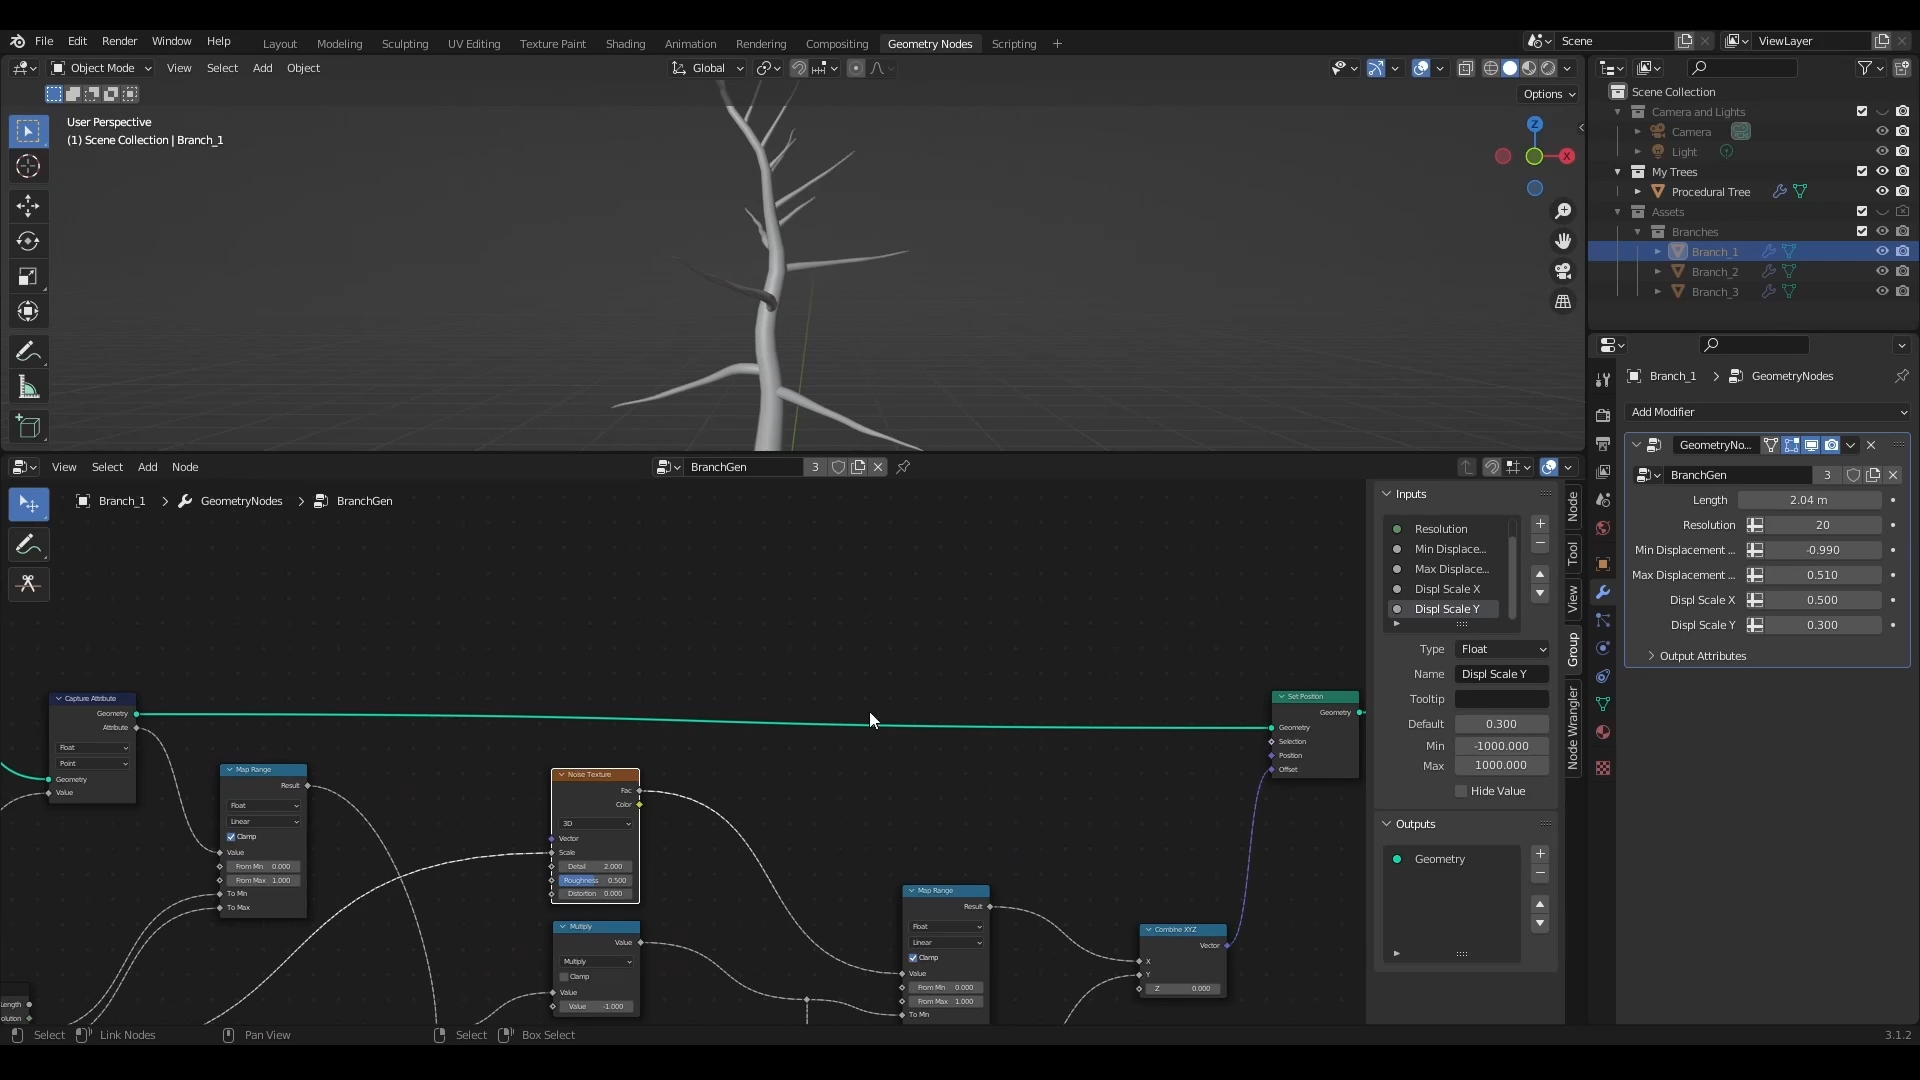 File Edit Render Window Help
Layout Modeling Sculpting UV Editing Texture Paint Shading Animation Rendering Compositing Geometry Nodes Scripting +
Scene
ViewLayer
Object Mode View Select Add Object
Global
Options
User Perspective
(1) Scene Collection | Branch_1
Z
X
Scene Collection
Camera and Lights
Camera
Light
My Trees
Procedural Tree
Assets
Branches
Branch_1
Branch_2
Branch_3
Branch_1 > GeometryNodes
Add Modifier
GeometryNo...
BranchGen 3
Length 2.04 m
Resolution 20
Min Displacement ... -0.990
Max Displacement ... 0.510
Displ Scale X 0.500
Displ Scale Y 0.300
Output Attributes
View Select Add Node
BranchGen 3
Branch_1 > GeometryNodes > BranchGen
Capture Attribute
Geometry
Attribute
Float
Point
Geometry
Value
Map Range
Result
Float
Linear
Clamp
Value
From Min 0.000
From Max 1.000
To Min
To Max
Noise Texture
Fac
Color
3D
Vector
Scale
Detail 2.000
Roughness 0.500
Distortion 0.000
Multiply
Value
Multiply
Clamp
Value
Value -1.000
Map Range
Result
Float
Linear
Clamp
Value
From Min 0.000
From Max 1.000
To Min
Combine XYZ
Vector
X
Y
Z 0.000
Set Position
Geometry
Geometry
Selection
Position
Offset
Inputs
Resolution
Min Displace...
Max Displace...
Displ Scale X
Displ Scale Y
Type Float
Name Displ Scale Y
Tooltip
Default 0.300
Min -1000.000
Max 1000.000
Hide Value
Outputs
Geometry
Node
Tool
View
Group
Node Wrangler
Select Link Nodes Pan View Select Box Select
3.1.2